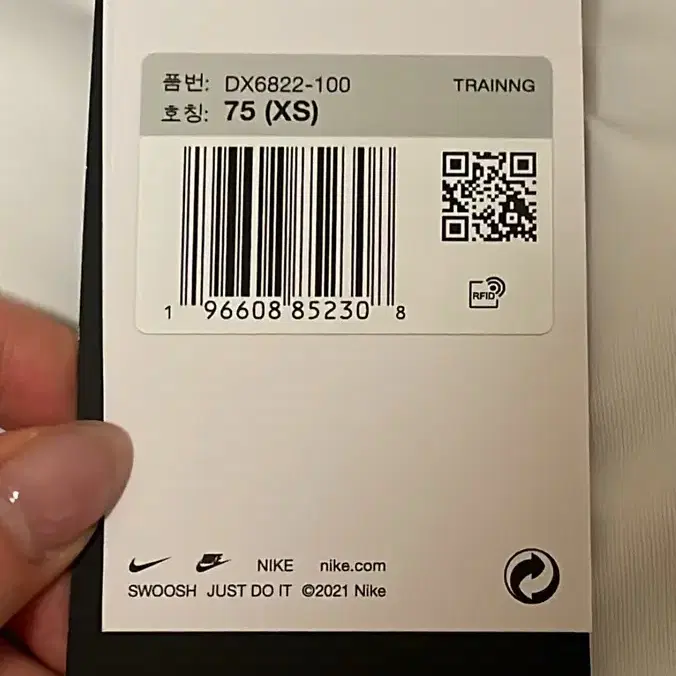 품번: DX6822-100 TRAINNG
호칭: 75 (XS)
1 96608 85230 8
RFID
NIKE nike.com
SWOOSH JUST DO IT ©2021 Nike